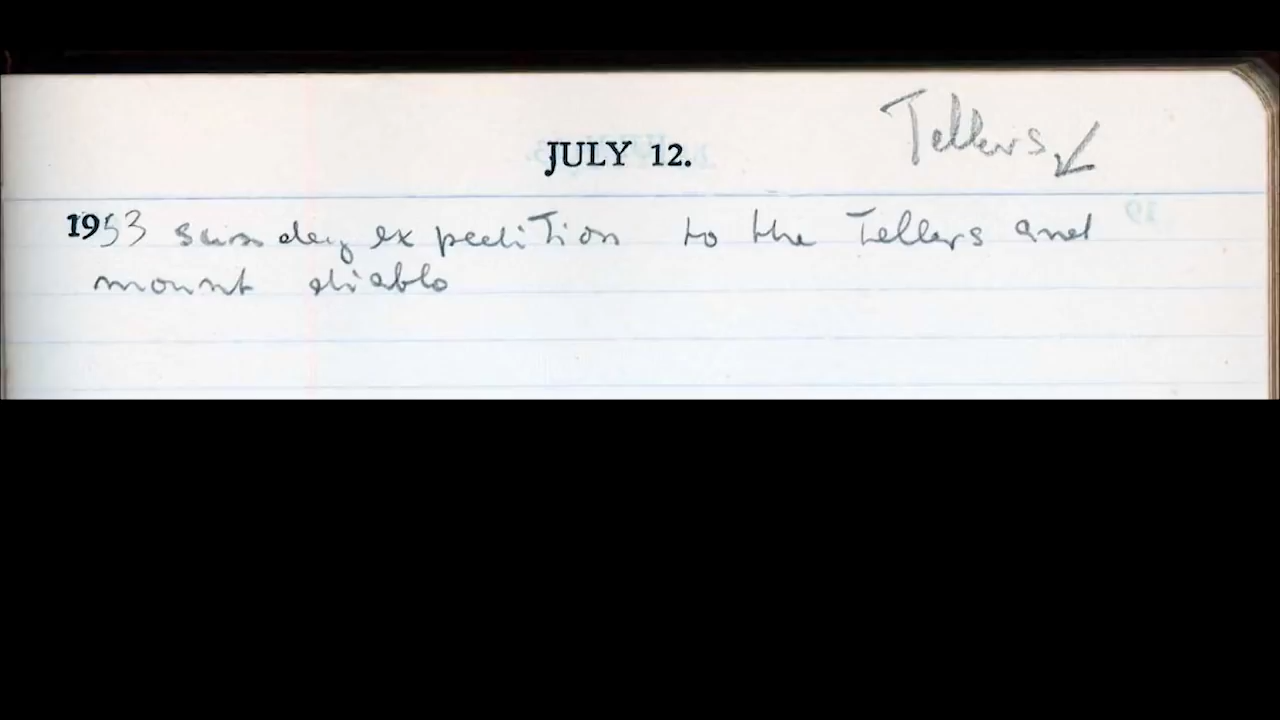 Tellers
JULY 12.
1953 sunday expedition to the Tellers and
mount diablo